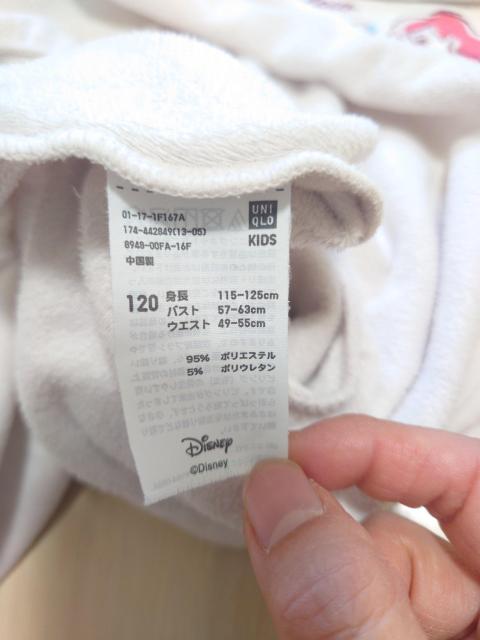 01-17-1F167A
174-442849(13-05)
8948-00FA-16F
中国製
UNI
QLO
KIDS
120
身長 115-125cm
バスト 57-63cm
ウエスト 49-55cm
95% ポリエステル
5% ポリウレタン
Disney
©Disney